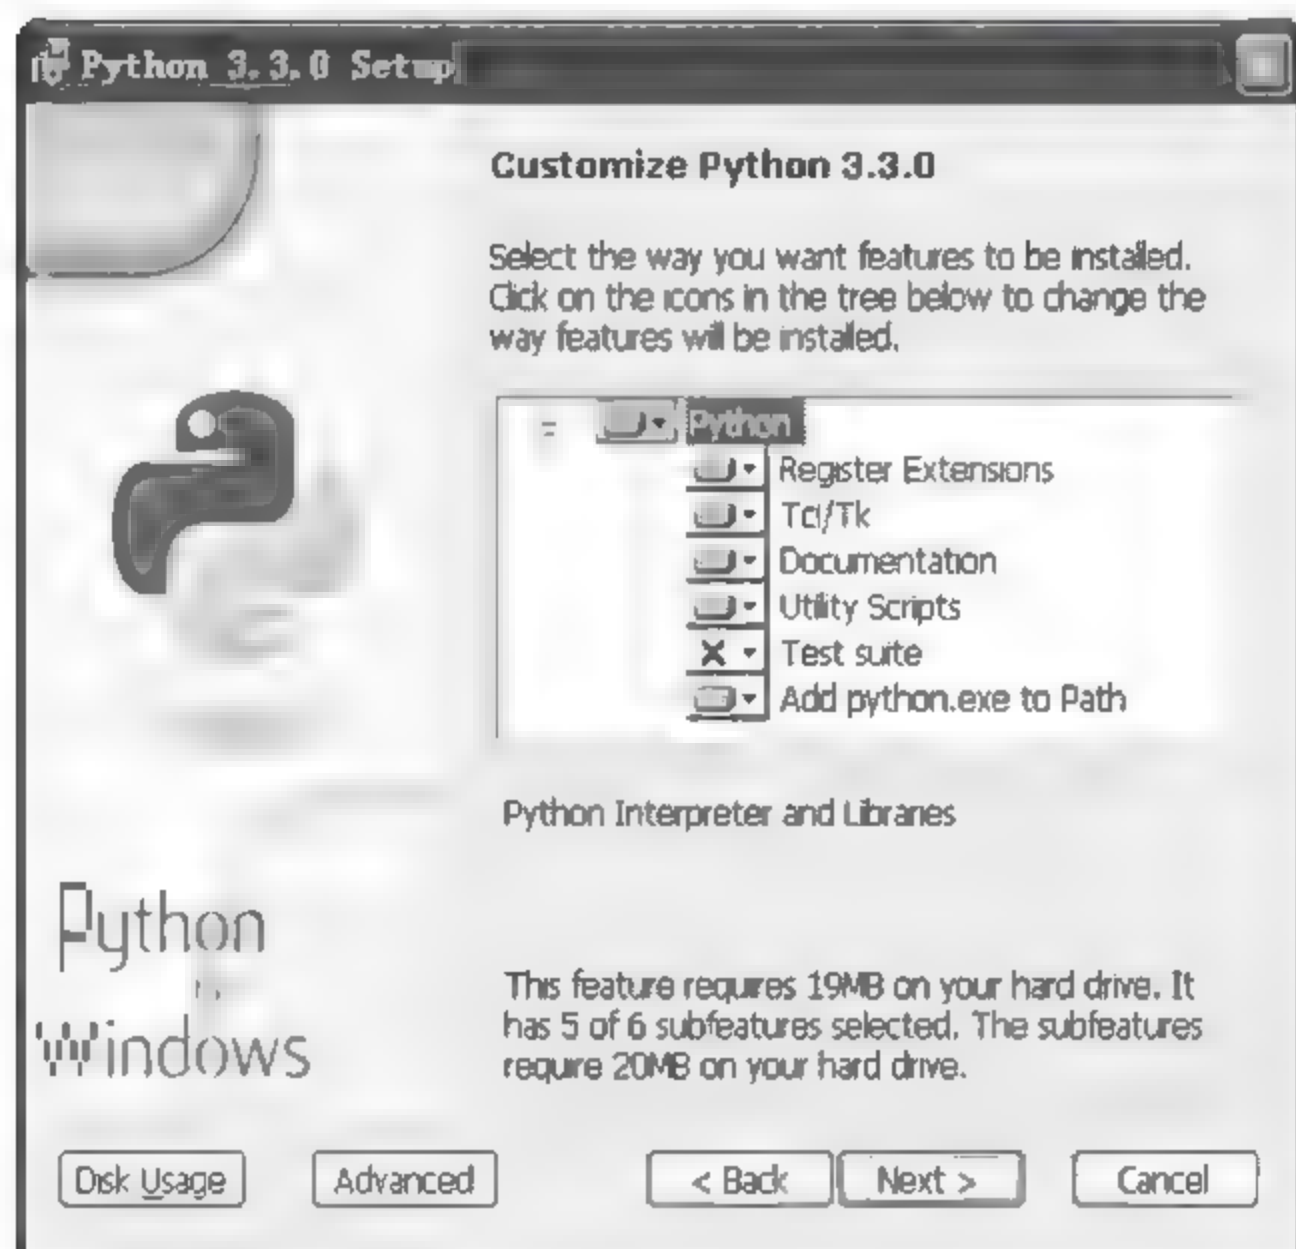 Python 3.3.0 Setup
Customize Python 3.3.0
Select the way you want features to be installed.
Click on the icons in the tree below to change the
way features will be installed.
Python
Register Extensions
Tcl/Tk
Documentation
Utility Scripts
Test suite
Add python.exe to Path
Python Interpreter and Libraries
Python
windows
This feature requires 19MB on your hard drive. It
has 5 of 6 subfeatures selected. The subfeatures
require 20MB on your hard drive.
Disk Usage
Advanced
< Back
Next >
Cancel